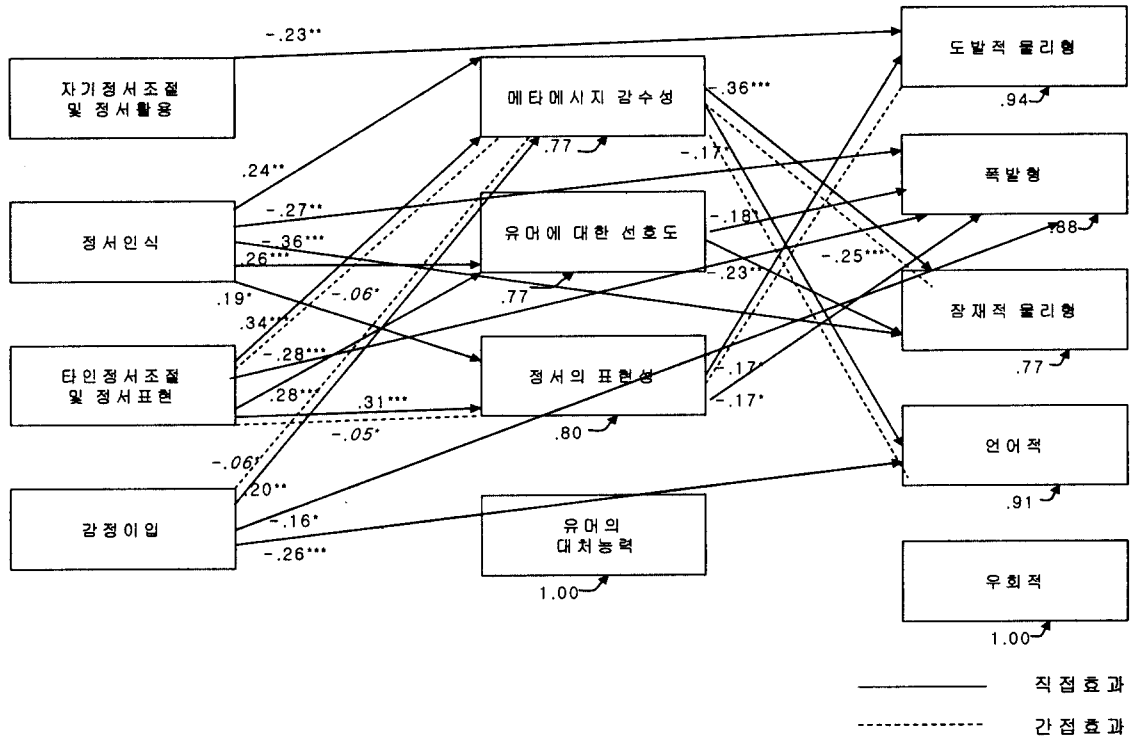 -.23**
자기정서조절
및 정서활용
메타메시지 감수성
도발적 물리형
-.36***
.94
.77
.24**
-.17*
폭발형
정서인식
-.27**
유머에 대한 선호도
-.18*
-.36***
.26***
.88
-.25***
-.23**
.77
-.06*
.19*
잠재적 물리형
.34***
-.28***
정서의 표현성
-.17*
.77
타인정서조절
및 정서표현
.28***
.31***
-.17*
-.05*
.80
언어적
-.06*
.20**
.91
감정이입
-.16*
유머의
대처능력
-.26***
우회적
1.00
1.00
직접효과
간접효과